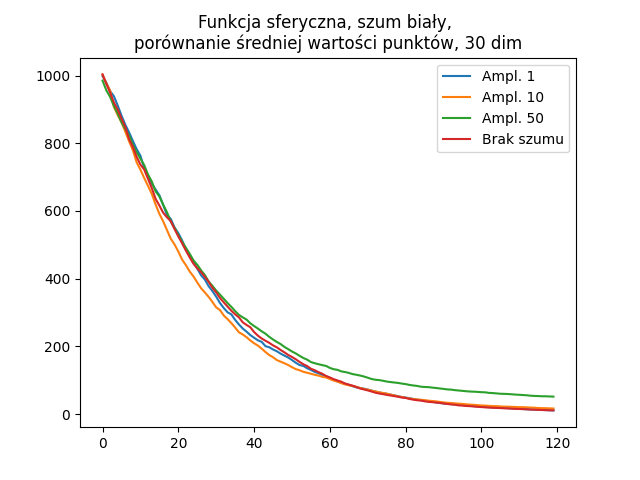 Funkcja sferyczna, szum biały,
porównanie średniej wartości punktów, 30 dim
Ampl. 1
Ampl. 10
Ampl. 50
Brak szumu
1000
800
600
400
200
0
0 20 40 60 80 100 120